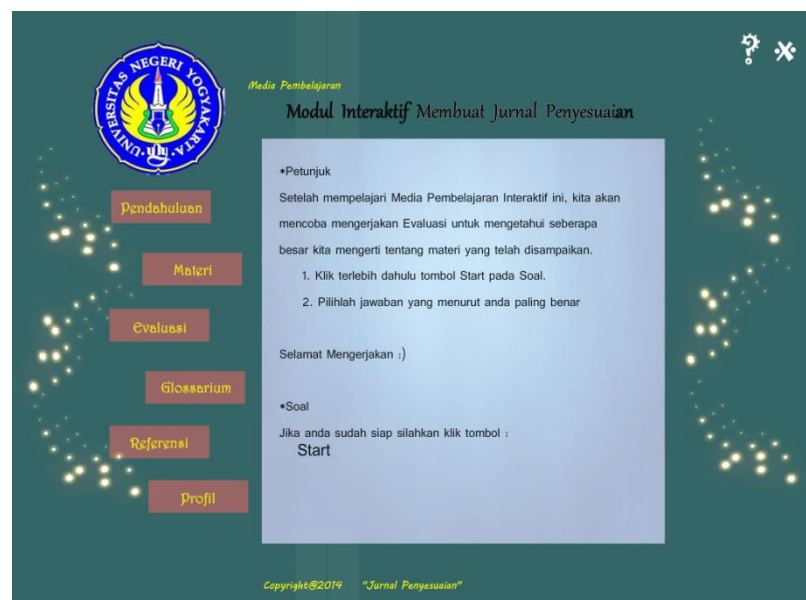 UNIVERSITAS NEGERI YOGYAKARTA
Media Pembelajaran
Modul Interaktif Membuat Jurnal Penyesuaian
Pendahuluan
Materi
Evaluasi
Glossarium
Referensi
Profil
*Petunjuk
Setelah mempelajari Media Pembelajaran Interaktif ini, kita akan
mencoba mengerjakan Evaluasi untuk mengetahui seberapa
besar kita mengerti tentang materi yang telah disampaikan.
1. Klik terlebih dahulu tombol Start pada Soal.
2. Pilihlah jawaban yang menurut anda paling benar
Selamat Mengerjakan :)
*Soal
Jika anda sudah siap silahkan klik tombol :
Start
Copyright@2014 "Jurnal Penyesuaian"